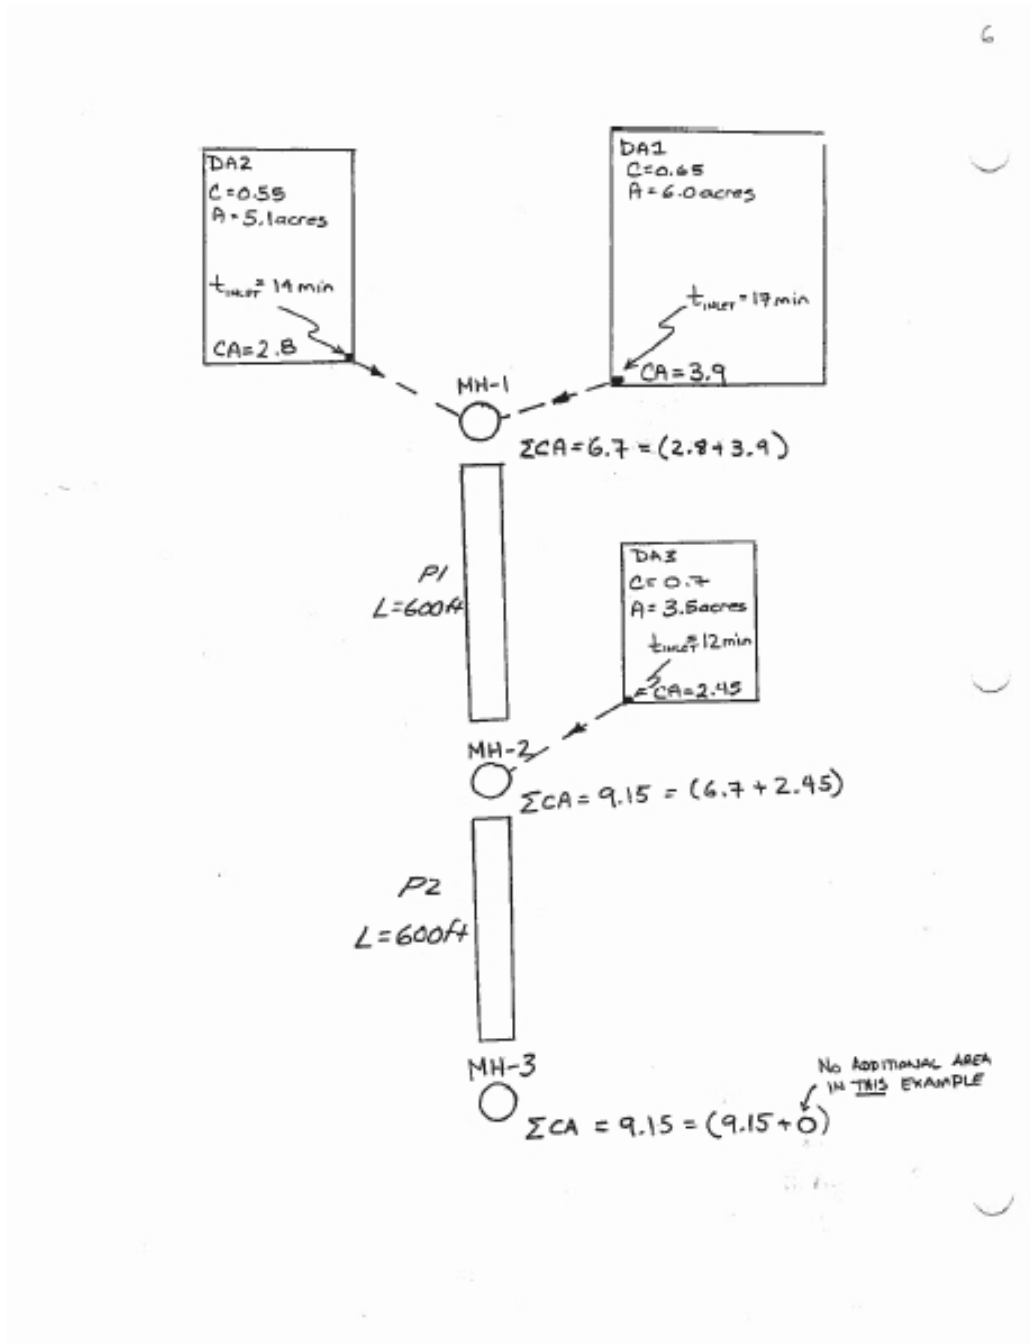 6
DA2
C=0.55
A=5.1acres
tINLET=14min
CA=2.8
DA1
C=0.65
A=6.0acres
tINLET=17min
CA=3.9
MH-1
ΣCA=6.7=(2.8+3.9)
P1
L=600ft
DA3
C=0.7
A=3.5acres
tINLET=12min
CA=2.45
MH-2
ΣCA=9.15=(6.7+2.45)
P2
L=600ft
MH-3
NO ADDITIONAL AREA
IN THIS EXAMPLE
ΣCA=9.15=(9.15+0)